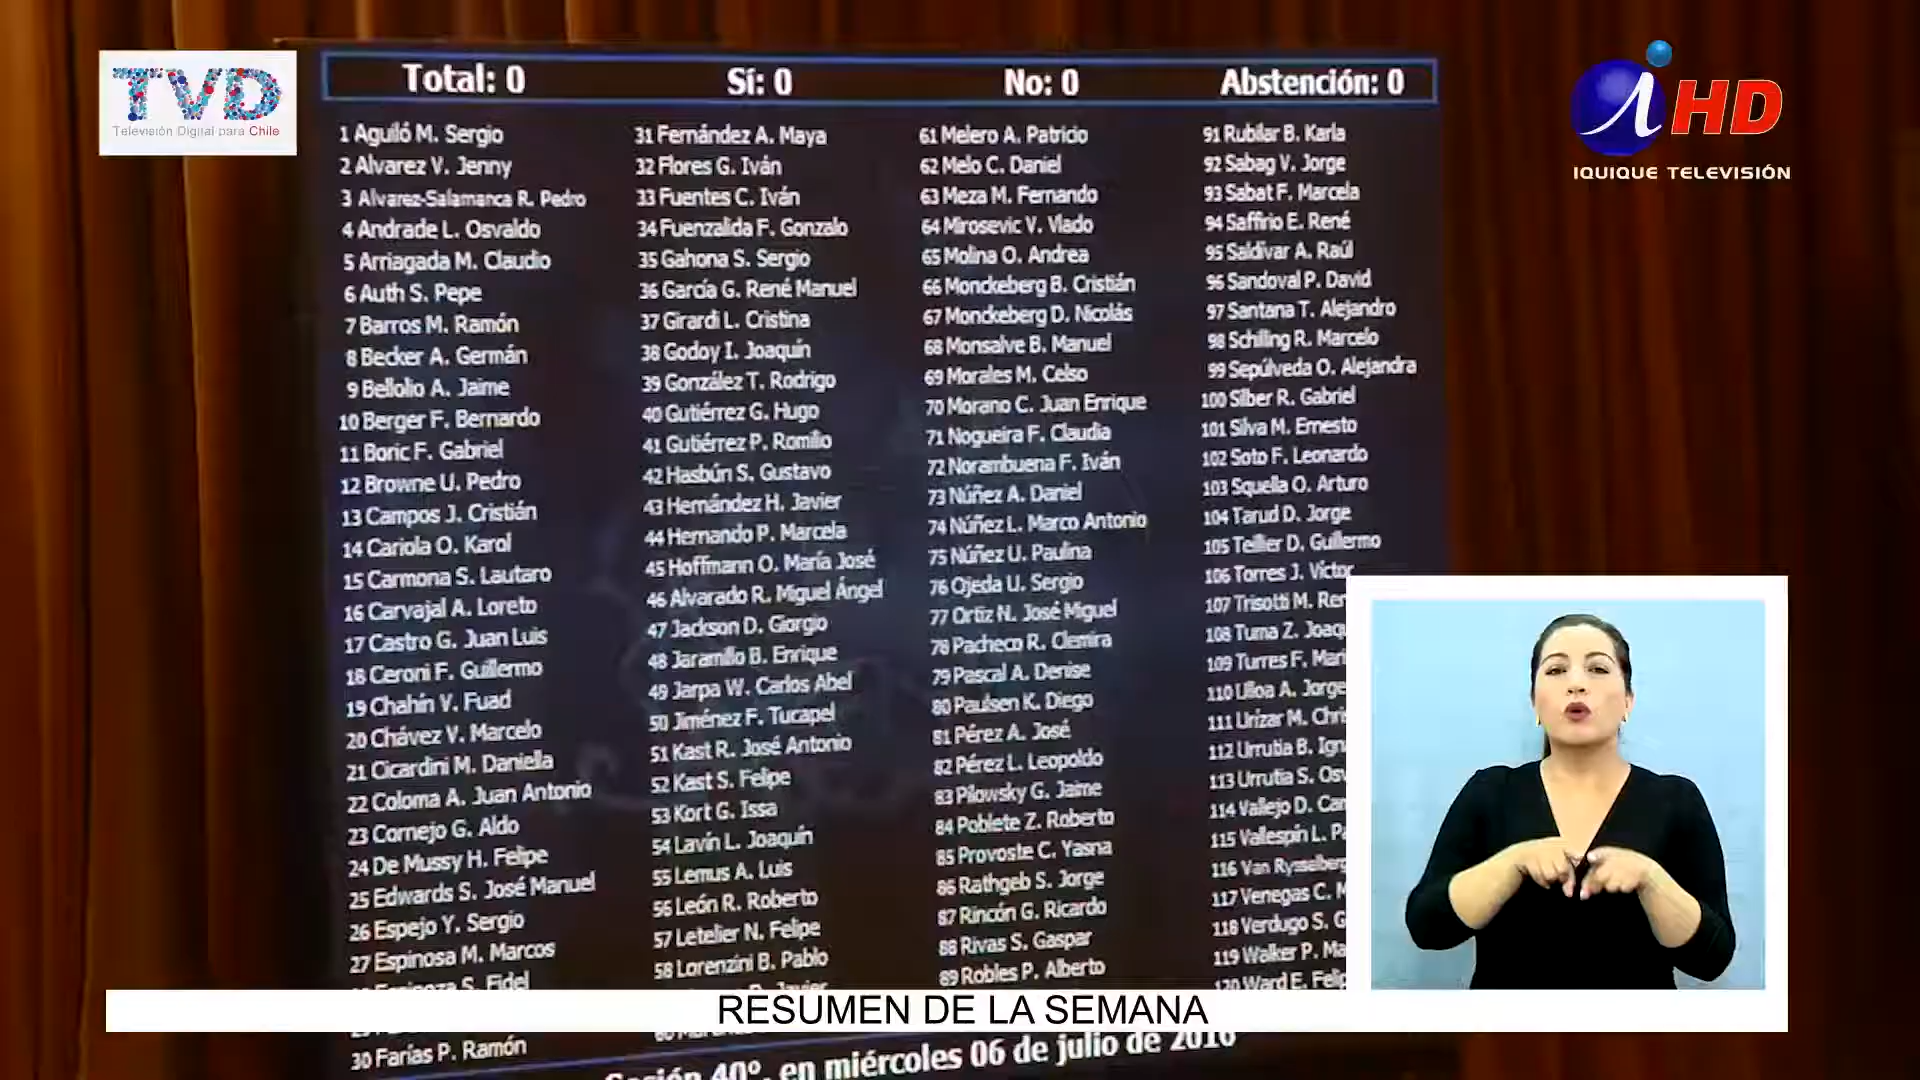 TVD
Televisión Digital para Chile
iHD
IQUIQUE TELEVISIÓN
Total: 0 Sí: 0 No: 0 Abstención: 0
1 Aguiló M. Sergio
2 Alvarez V. Jenny
3 Alvarez-Salamanca R. Pedro
4 Andrade L. Osvaldo
5 Arriagada M. Claudio
6 Auth S. Pepe
7 Barros M. Ramón
8 Becker A. Germán
9 Bellolio A. Jaime
10 Berger F. Bernardo
11 Boric F. Gabriel
12 Browne U. Pedro
13 Campos J. Cristián
14 Cariola O. Karol
15 Carmona S. Lautaro
16 Carvajal A. Loreto
17 Castro G. Juan Luis
18 Ceroni F. Guillermo
19 Chahín V. Fuad
20 Chávez V. Marcelo
21 Cicardini M. Daniella
22 Coloma A. Juan Antonio
23 Cornejo G. Aldo
24 De Mussy H. Felipe
25 Edwards S. José Manuel
26 Espejo Y. Sergio
27 Espinosa M. Marcos
Espinoza S. Fidel
30 Farías P. Ramón
31 Fernández A. Maya
32 Flores G. Iván
33 Fuentes C. Iván
34 Fuenzalida F. Gonzalo
35 Gahona S. Sergio
36 García G. René Manuel
37 Girardi L. Cristina
38 Godoy I. Joaquín
39 González T. Rodrigo
40 Gutiérrez G. Hugo
41 Gutiérrez P. Romilio
42 Hasbún S. Gustavo
43 Hernández H. Javier
44 Hernando P. Marcela
45 Hoffmann O. María José
46 Alvarado R. Miguel Ángel
47 Jackson D. Giorgio
48 Jaramillo B. Enrique
49 Jarpa W. Carlos Abel
50 Jiménez F. Tucapel
51 Kast R. José Antonio
52 Kast S. Felipe
53 Kort G. Issa
54 Lavín L. Joaquín
55 Lemus A. Luis
56 León R. Roberto
57 Letelier N. Felipe
58 Lorenzini B. Pablo
Javier
61 Melero A. Patricio
62 Melo C. Daniel
63 Meza M. Fernando
64 Mirosevic V. Vlado
65 Molina O. Andrea
66 Monckeberg B. Cristián
67 Monckeberg D. Nicolás
68 Monsalve B. Manuel
69 Morales M. Celso
70 Morano C. Juan Enrique
71 Nogueira F. Claudia
72 Norambuena F. Iván
73 Núñez A. Daniel
74 Núñez L. Marco Antonio
75 Núñez U. Paulina
76 Ojeda U. Sergio
77 Ortiz N. José Miguel
78 Pacheco R. Clemira
79 Pascal A. Denise
80 Paulsen K. Diego
81 Pérez A. José
82 Pérez L. Leopoldo
83 Pilowsky G. Jaime
84 Poblete Z. Roberto
85 Provoste C. Yasna
86 Rathgeb S. Jorge
87 Rincón G. Ricardo
88 Rivas S. Gaspar
89 Robles P. Alberto
91 Rubilar B. Karla
92 Sabag V. Jorge
93 Sabat F. Marcela
94 Saffirio E. René
95 Saldívar A. Raúl
96 Sandoval P. David
97 Santana T. Alejandro
98 Schilling R. Marcelo
99 Sepúlveda O. Alejandra
100 Silber R. Gabriel
101 Silva M. Ernesto
102 Soto F. Leonardo
103 Squella O. Arturo
104 Tarud D. Jorge
105 Teillier D. Guillermo
106 Torres J. Víctor
107 Trisotti M. Ren
108 Tuma Z. Joaqu
109 Turres F. Mari
110 Ulloa A. Jorge
111 Urízar M. Chris
112 Urrutia B. Ign
113 Urrutia S. Osv
114 Vallejo D. Cam
115 Vallespín L. Pa
116 Van Rysselberg
117 Venegas C. M
118 Verdugo S. G
119 Walker P. Ma
120 Ward E. Felip
RESUMEN DE LA SEMANA
Sesión 40º, en miércoles 06 de julio de 2016